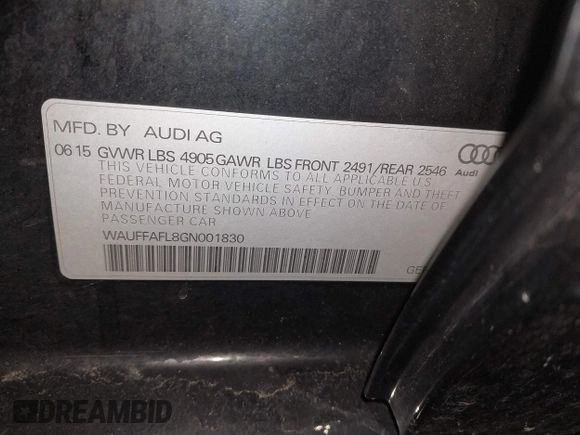 MFD. BY AUDI AG
06 15 GVWR LBS 4905 GAWR LBS FRONT 2491/REAR 2546
THIS VEHICLE CONFORMS TO ALL APPLICABLE U S
FEDERAL MOTOR VEHICLE SAFETY, BUMPER AND THEFT
PREVENTION STANDARDS IN EFFECT ON THE DATE OF
MANUFACTURE SHOWN ABOVE
PASSENGER CAR
Audi
WAUFFAFL8GN001830
DREAMBID